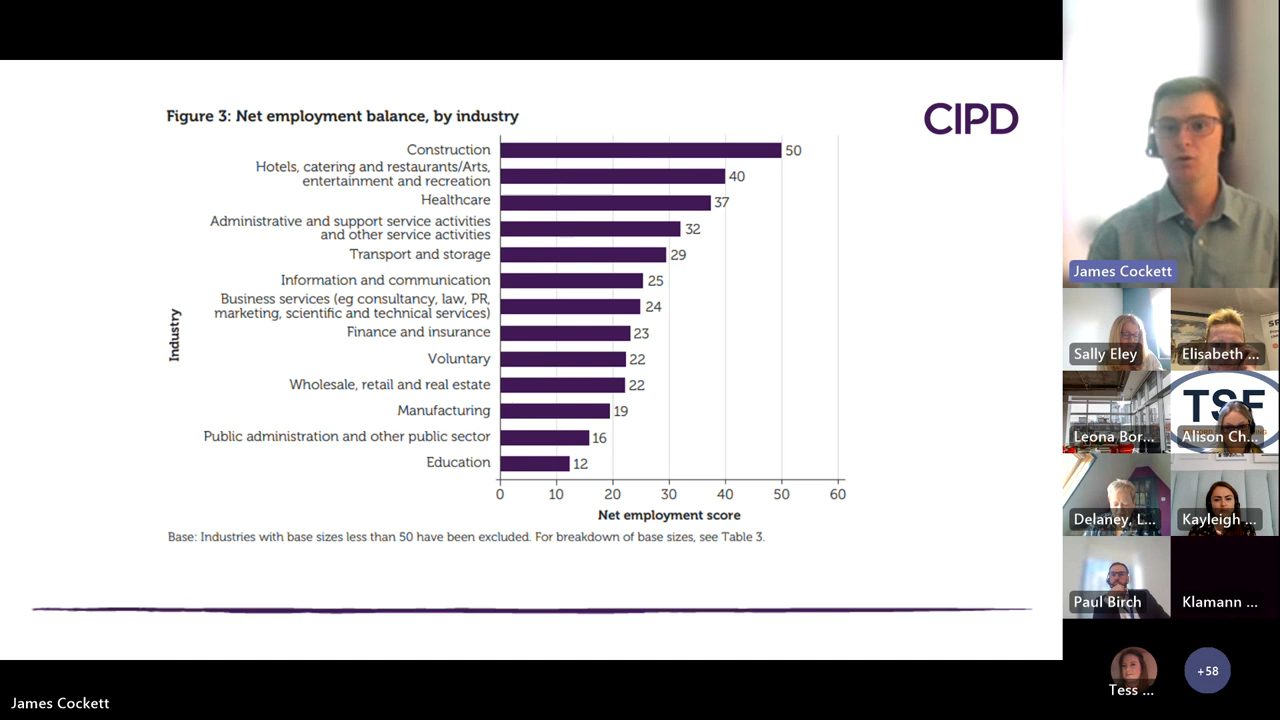 Figure 3: Net employment balance, by industry
CIPD
Construction 50
Hotels, catering and restaurants/Arts,
entertainment and recreation 40
Healthcare 37
Administrative and support service activities
and other service activities 32
Transport and storage 29
Information and communication 25
Business services (eg consultancy, law, PR,
marketing, scientific and technical services) 24
Finance and insurance 23
Voluntary 22
Wholesale, retail and real estate 22
Manufacturing 19
Public administration and other public sector 16
Education 12
Industry
0 10 20 30 40 50 60
Net employment score
Base: Industries with base sizes less than 50 have been excluded. For breakdown of base sizes, see Table 3.
James Cockett
Sally Eley
Elisabeth ...
Leona Bor...
TSF
Alison Ch...
Delaney, L...
Kayleigh ...
Paul Birch
Klamann ...
Tess ...
+58
James Cockett